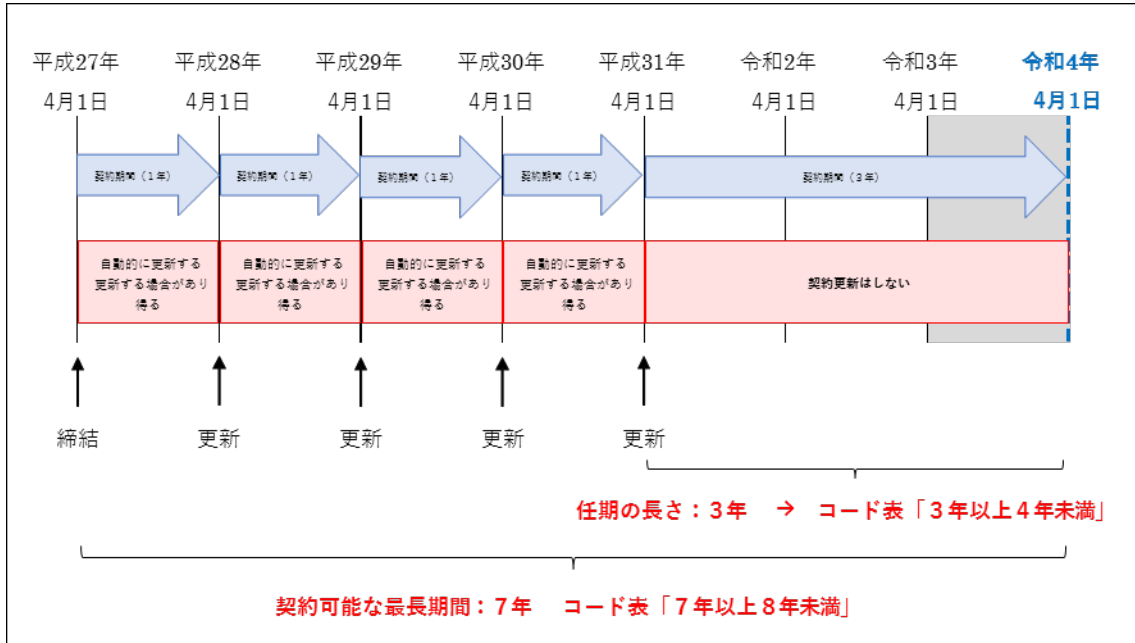 平成27年 平成28年 平成29年 平成30年 平成31年 令和2年 令和3年 令和4年
4月1日 4月1日 4月1日 4月1日 4月1日 4月1日 4月1日 4月1日
契約期間（1年） 契約期間（1年） 契約期間（1年） 契約期間（1年） 契約期間（3年）
自動的に更新する
更新する場合があり
得る
自動的に更新する
更新する場合があり
得る
自動的に更新する
更新する場合があり
得る
自動的に更新する
更新する場合があり
得る
契約更新はしない
締結 更新 更新 更新 更新
任期の長さ：３年 → コード表「３年以上４年未満」
契約可能な最長期間：７年 コード表「７年以上８年未満」